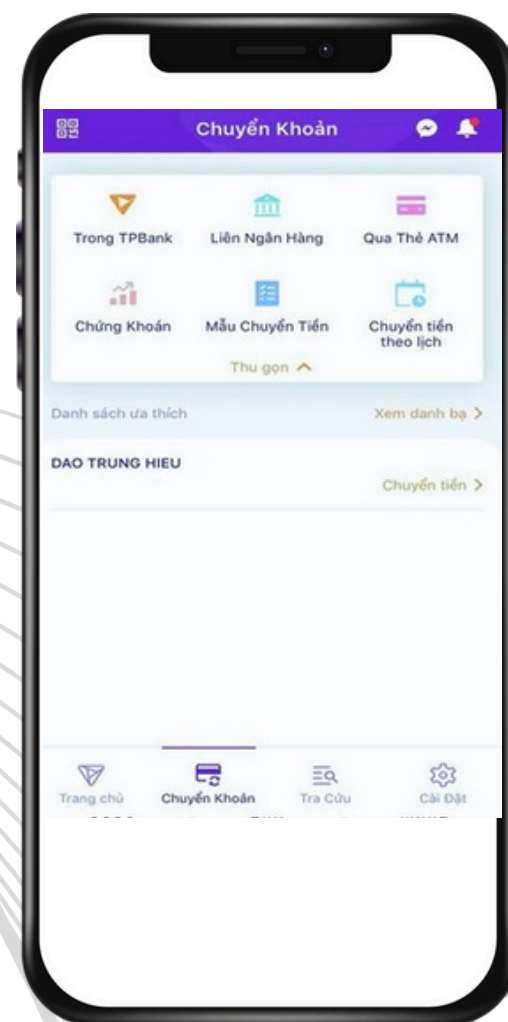 Chuyển Khoản
Trong TPBank
Liên Ngân Hàng
Qua Thẻ ATM
Chứng Khoán
Mẫu Chuyển Tiền
Chuyển tiền
theo lịch
Thu gọn
Danh sách ưa thích
Xem danh bạ
DAO TRUNG HIEU
Chuyển tiền
Trang chủ
Chuyển Khoản
Tra Cứu
Cài Đặt